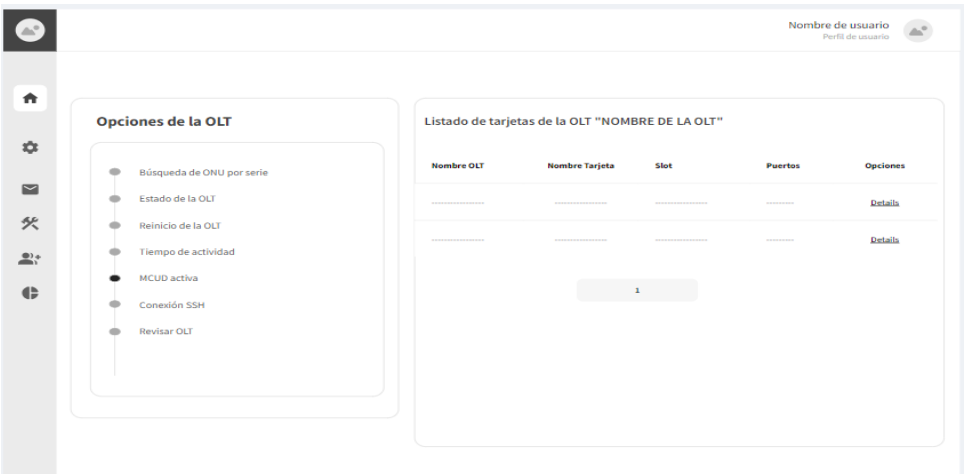 Nombre de usuario
Perfil de usuario
Opciones de la OLT
Búsqueda de ONU por serie
Estado de la OLT
Reinicio de la OLT
Tiempo de actividad
MCUD activa
Conexión SSH
Revisar OLT
Listado de tarjetas de la OLT "NOMBRE DE LA OLT"
Nombre OLT Nombre Tarjeta Slot Puertos Opciones
------------------ ------------------ ------------------ --------- Details
------------------ ------------------ ------------------ --------- Details
1